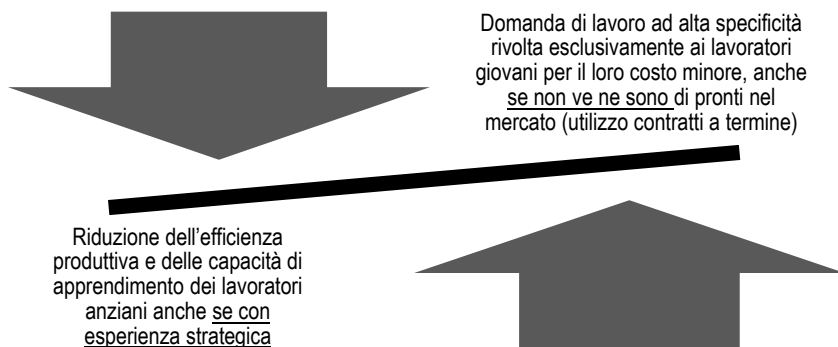 Domanda di lavoro ad alta specificità
rivolta esclusivamente ai lavoratori
giovani per il loro costo minore, anche
se non ve ne sono di pronti nel
mercato (utilizzo contratti a termine)
Riduzione dell’efficienza
produttiva e delle capacità di
apprendimento dei lavoratori
anziani anche se con
esperienza strategica